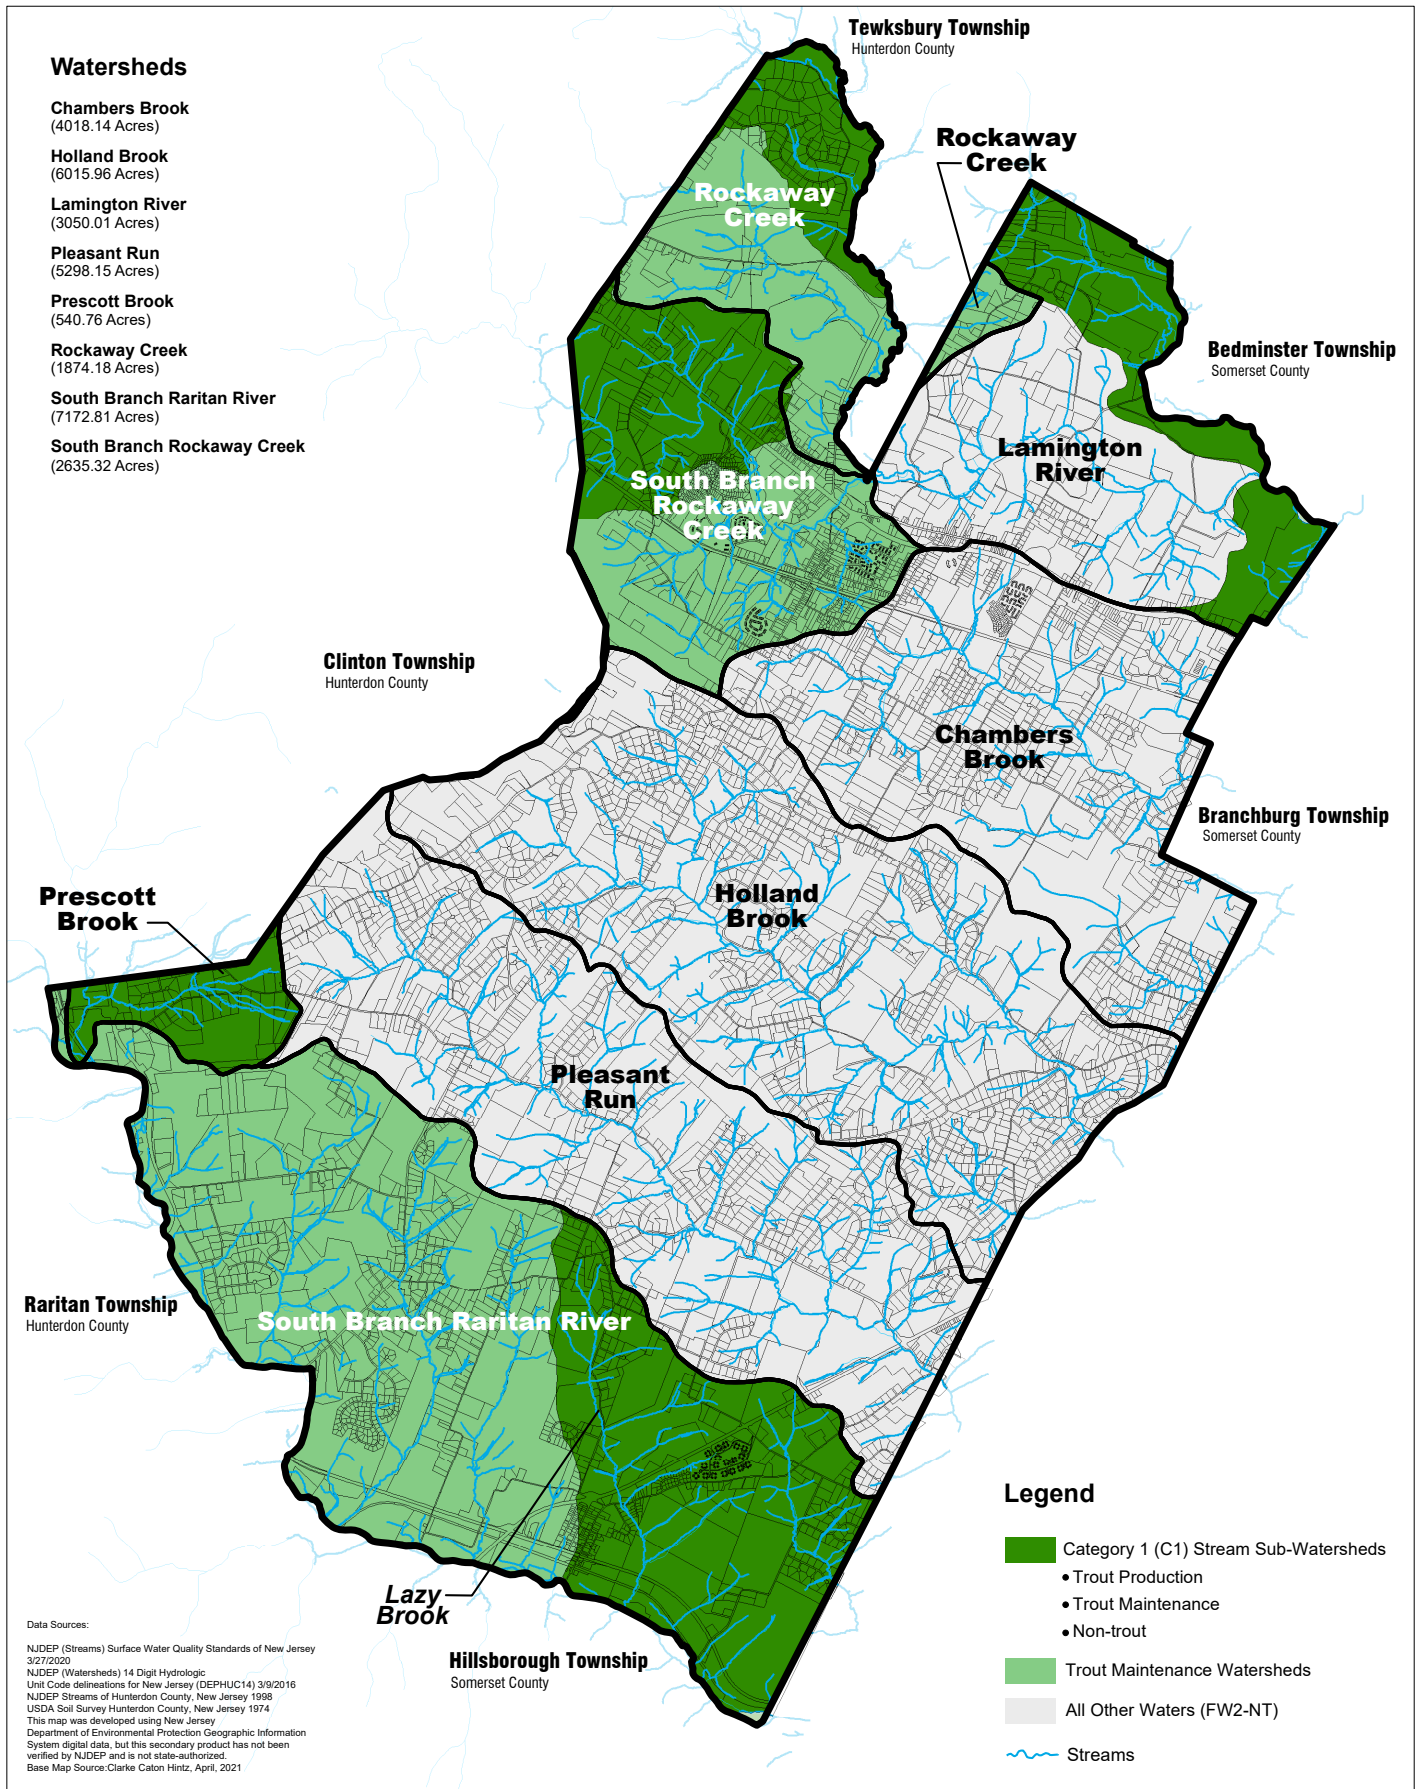 Watersheds
Chambers Brook
(4018.14 Acres)
Holland Brook
(6015.96 Acres)
Lamington River
(3050.01 Acres)
Pleasant Run
(5298.15 Acres)
Prescott Brook
(540.76 Acres)
Rockaway Creek
(1874.18 Acres)
South Branch Raritan River
(7172.81 Acres)
South Branch Rockaway Creek
(2635.32 Acres)
Tewksbury Township
Hunterdon County
Rockaway
Creek
Rockaway
Creek
Bedminster Township
Somerset County
Lamington
River
South Branch
Rockaway
Creek
Clinton Township
Hunterdon County
Chambers
Brook
Branchburg Township
Somerset County
Holland
Brook
Prescott
Brook
Pleasant
Run
Raritan Township
Hunterdon County
South Branch Raritan River
Lazy
Brook
Hillsborough Township
Somerset County
Legend
Category 1 (C1) Stream Sub-Watersheds
• Trout Production
• Trout Maintenance
• Non-trout
Trout Maintenance Watersheds
All Other Waters (FW2-NT)
Streams
Data Sources:
NJDEP (Streams) Surface Water Quality Standards of New Jersey
3/27/2020
NJDEP (Watersheds) 14 Digit Hydrologic
Unit Code delineations for New Jersey (DEPHUC14) 3/9/2016
NJDEP Streams of Hunterdon County, New Jersey 1998
USDA Soil Survey Hunterdon County, New Jersey 1974
This map was developed using New Jersey
Department of Environmental Protection Geographic Information
System digital data, but this secondary product has not been
verified by NJDEP and is not state-authorized.
Base Map Source:Clarke Caton Hintz, April, 2021